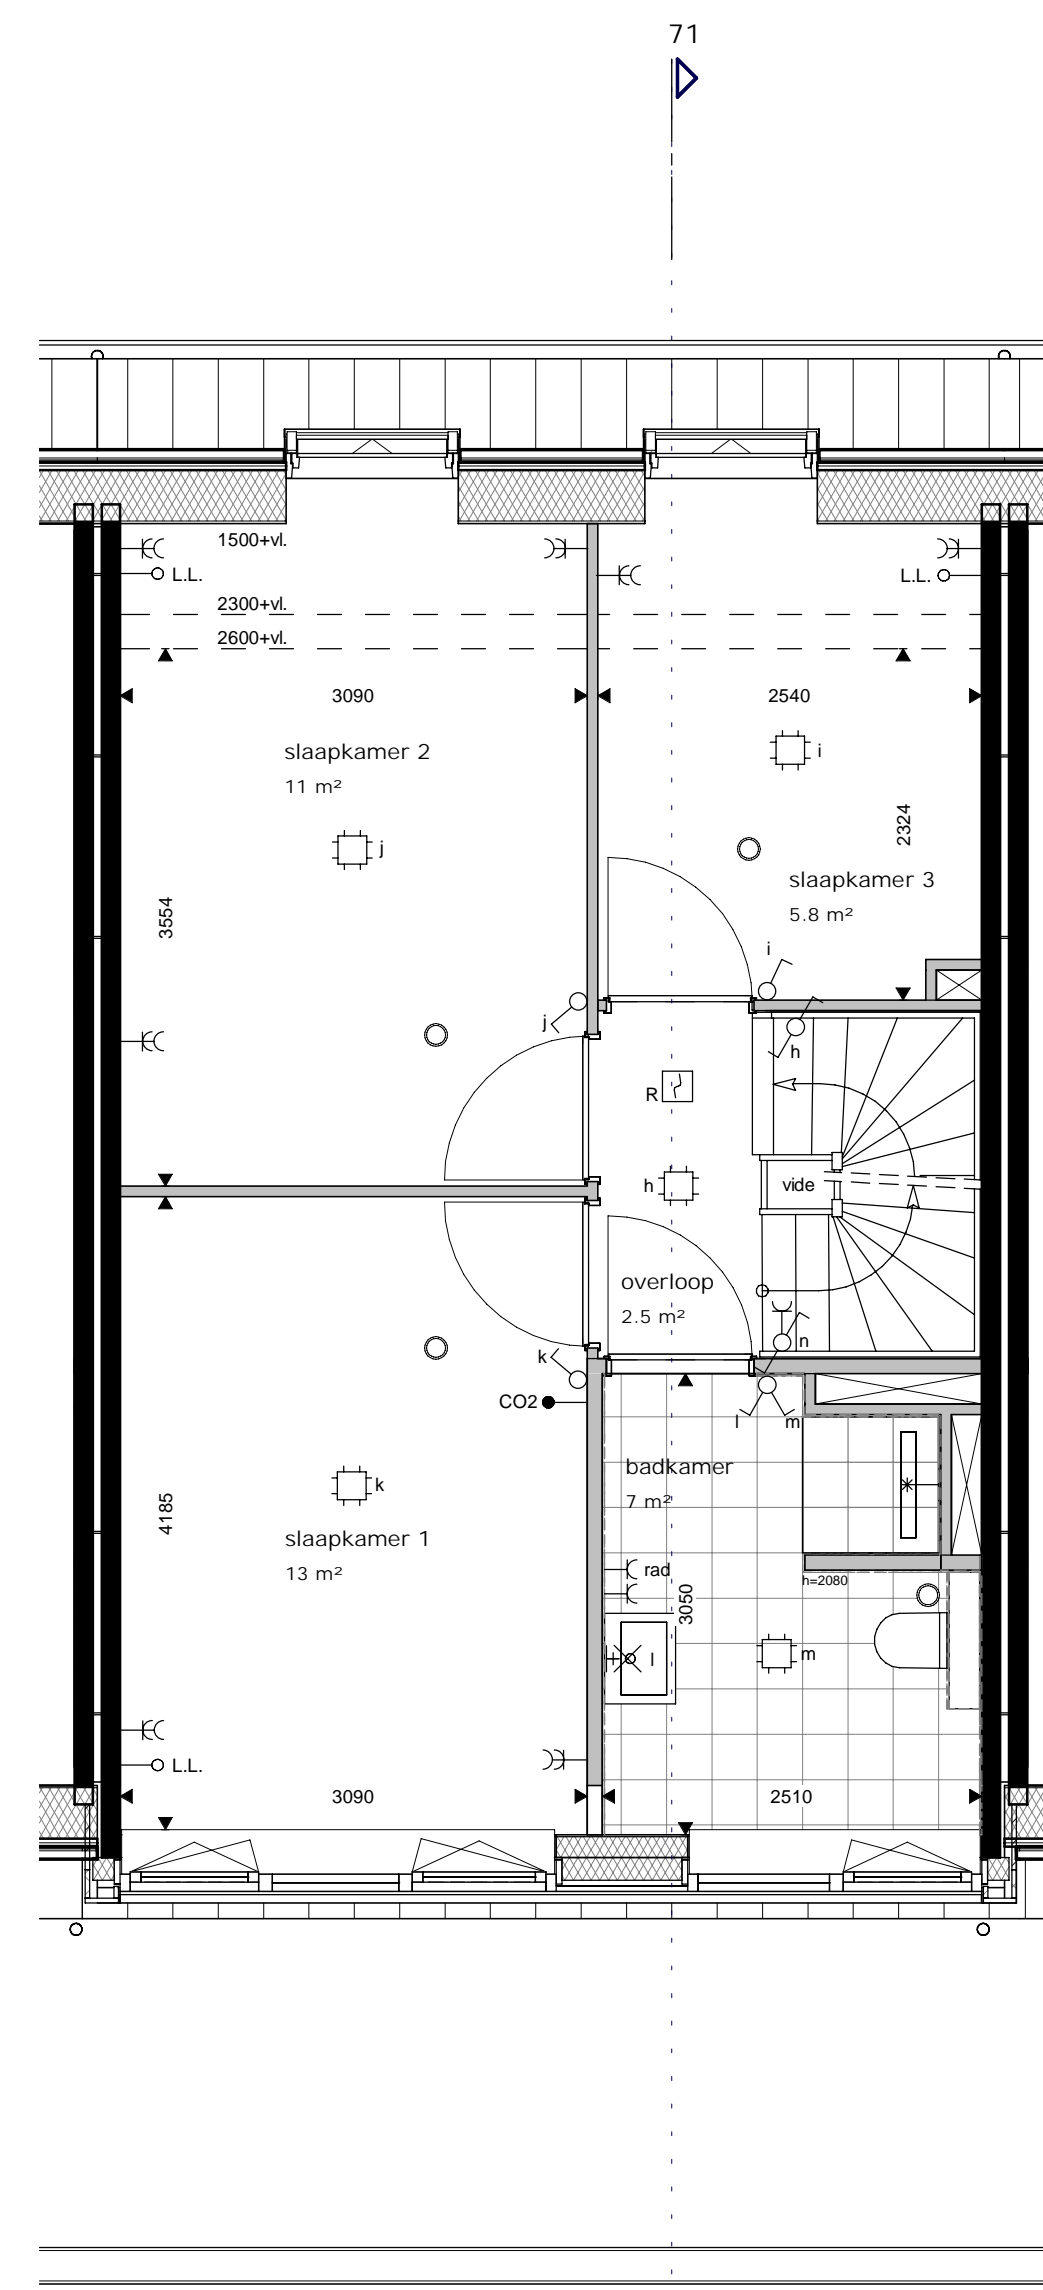 71
1500+vl.
L.L.
L.L.
2300+vl.
2600+vl.
3090
2540
slaapkamer 2
11 m²
i
j
2324
slaapkamer 3
5.8 m²
3554
i
j
h
R
h
vide
overloop
2.5 m²
n
k
CO2
l
m
badkamer
7 m²
k
4185
slaapkamer 1
13 m²
rad
h=2080
3050
l
m
L.L.
3090
2510